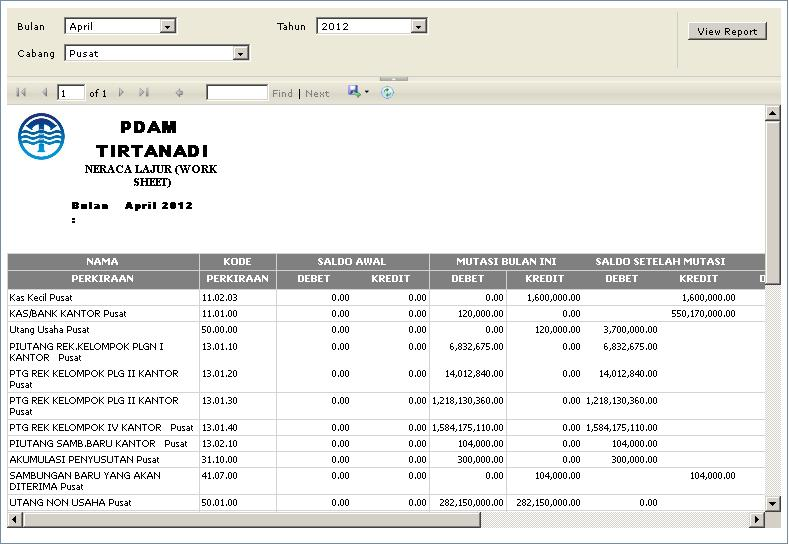 Bulan April Tahun 2012 View Report
Cabang Pusat
1 of 1 Find | Next
PDAM
TIRTANADI
NERACA LAJUR (WORK
SHEET)
Bulan April 2012
:
NAMA KODE SALDO AWAL MUTASI BULAN INI SALDO SETELAH MUTASI
PERKIRAAN PERKIRAAN DEBET KREDIT DEBET KREDIT DEBET KREDIT D
Kas Kecil Pusat 11.02.03 0.00 0.00 0.00 1,600,000.00 1,600,000.00
KAS/BANK KANTOR Pusat 11.01.00 0.00 0.00 120,000.00 0.00 550,170,000.00
Utang Usaha Pusat 50.00.00 0.00 0.00 0.00 120,000.00 3,700,000.00
PIUTANG REK.KELOMPOK PLGN I 13.01.10 0.00 0.00 6,832,675.00 0.00 6,832,675.00
KANTOR Pusat
PTG REK KELOMPOK PLG II KANTOR 13.01.20 0.00 0.00 14,012,840.00 0.00 14,012,840.00
Pusat
PTG REK KELOMPOK PLG II KANTOR 13.01.30 0.00 0.00 1,218,130,360.00 0.00 1,218,130,360.00
Pusat
PTG REK KELOMPOK IV KANTOR Pusat 13.01.40 0.00 0.00 1,584,175,110.00 0.00 1,584,175,110.00
PIUTANG SAMB.BARU KANTOR Pusat 13.02.10 0.00 0.00 104,000.00 0.00 104,000.00
AKUMULASI PENYUSUTAN Pusat 31.10.00 0.00 0.00 300,000.00 0.00 300,000.00
SAMBUNGAN BARU YANG AKAN 41.07.00 0.00 0.00 0.00 104,000.00 104,000.00
DITERIMA Pusat
UTANG NON USAHA Pusat 50.01.00 0.00 0.00 282,150,000.00 282,150,000.00 0.00